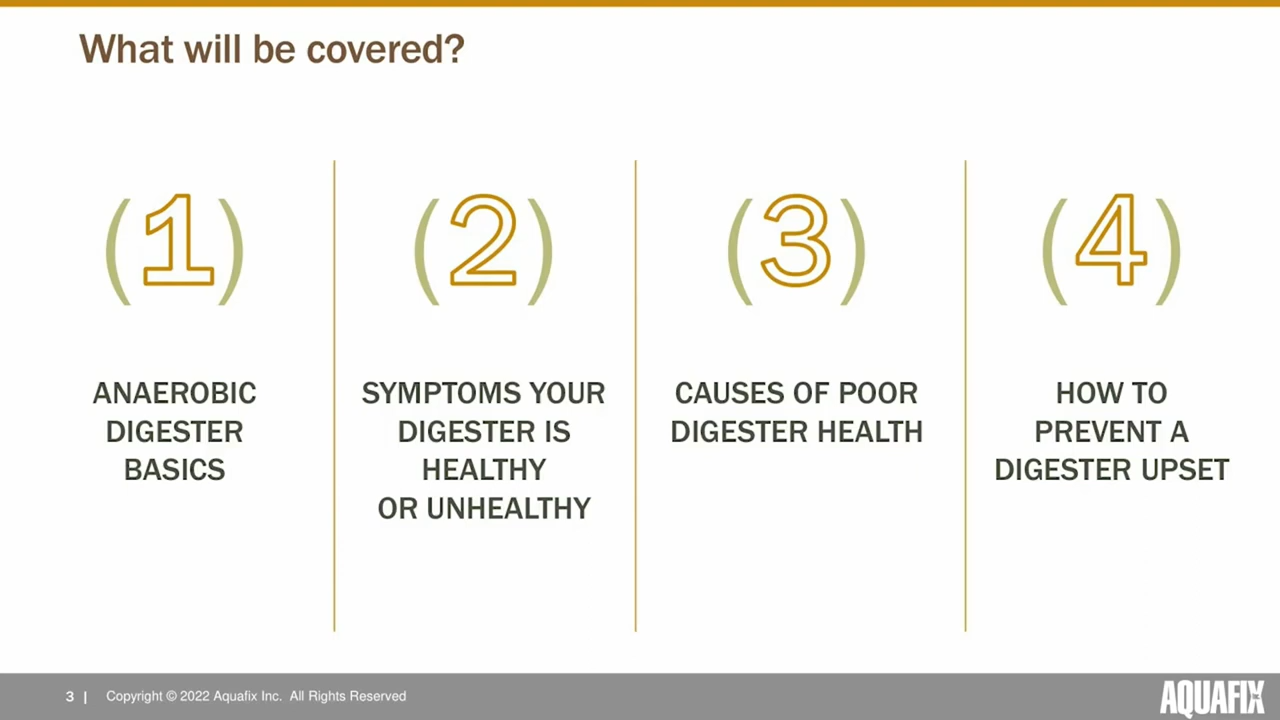 What will be covered?
(1)
ANAEROBIC
DIGESTER
BASICS
(2)
SYMPTOMS YOUR
DIGESTER IS
HEALTHY
OR UNHEALTHY
(3)
CAUSES OF POOR
DIGESTER HEALTH
(4)
HOW TO
PREVENT A
DIGESTER UPSET
3 | Copyright © 2022 Aquafix Inc. All Rights Reserved
AQUAFIX INC.